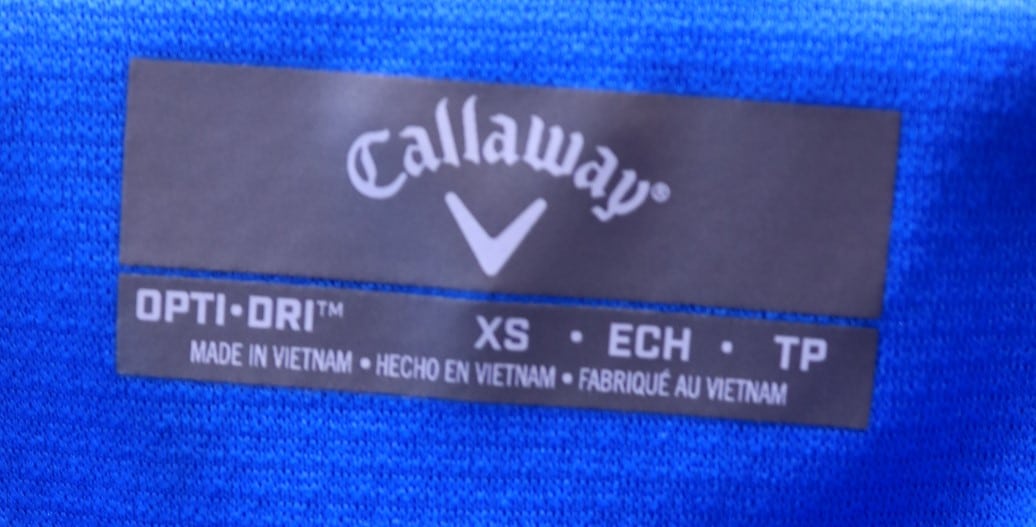 Callaway®
OPTI•DRI™ XS • ECH • TP
MADE IN VIETNAM • HECHO EN VIETNAM • FABRIQUÉ AU VIETNAM